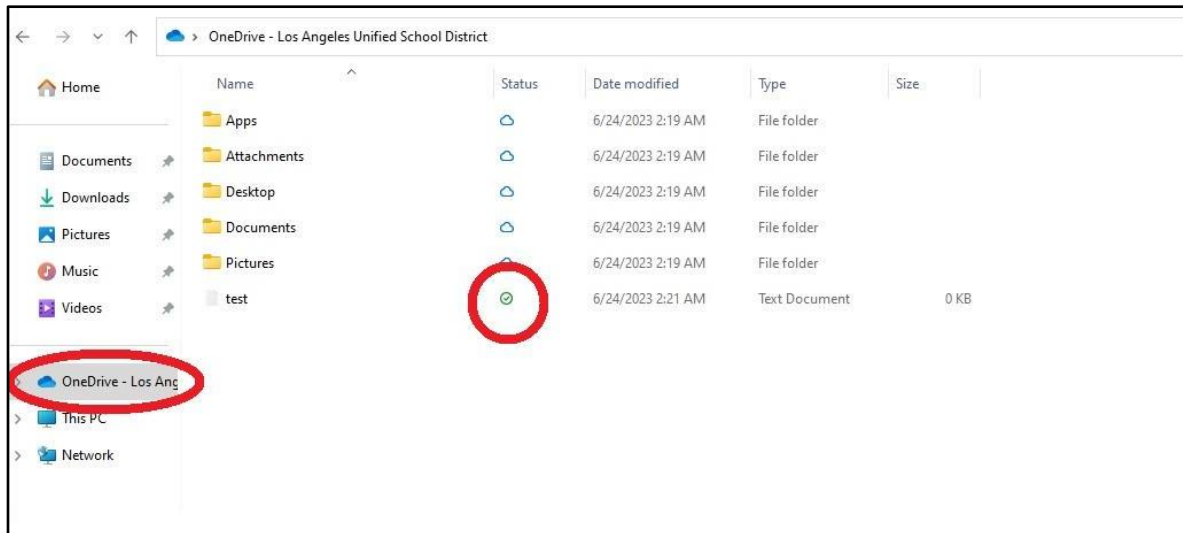 OneDrive - Los Angeles Unified School District
Home
Documents
Downloads
Pictures
Music
Videos
OneDrive - Los Ang
This PC
Network
Name Status Date modified Type Size
Apps 6/24/2023 2:19 AM File folder
Attachments 6/24/2023 2:19 AM File folder
Desktop 6/24/2023 2:19 AM File folder
Documents 6/24/2023 2:19 AM File folder
Pictures 6/24/2023 2:19 AM File folder
test 6/24/2023 2:21 AM Text Document 0 KB